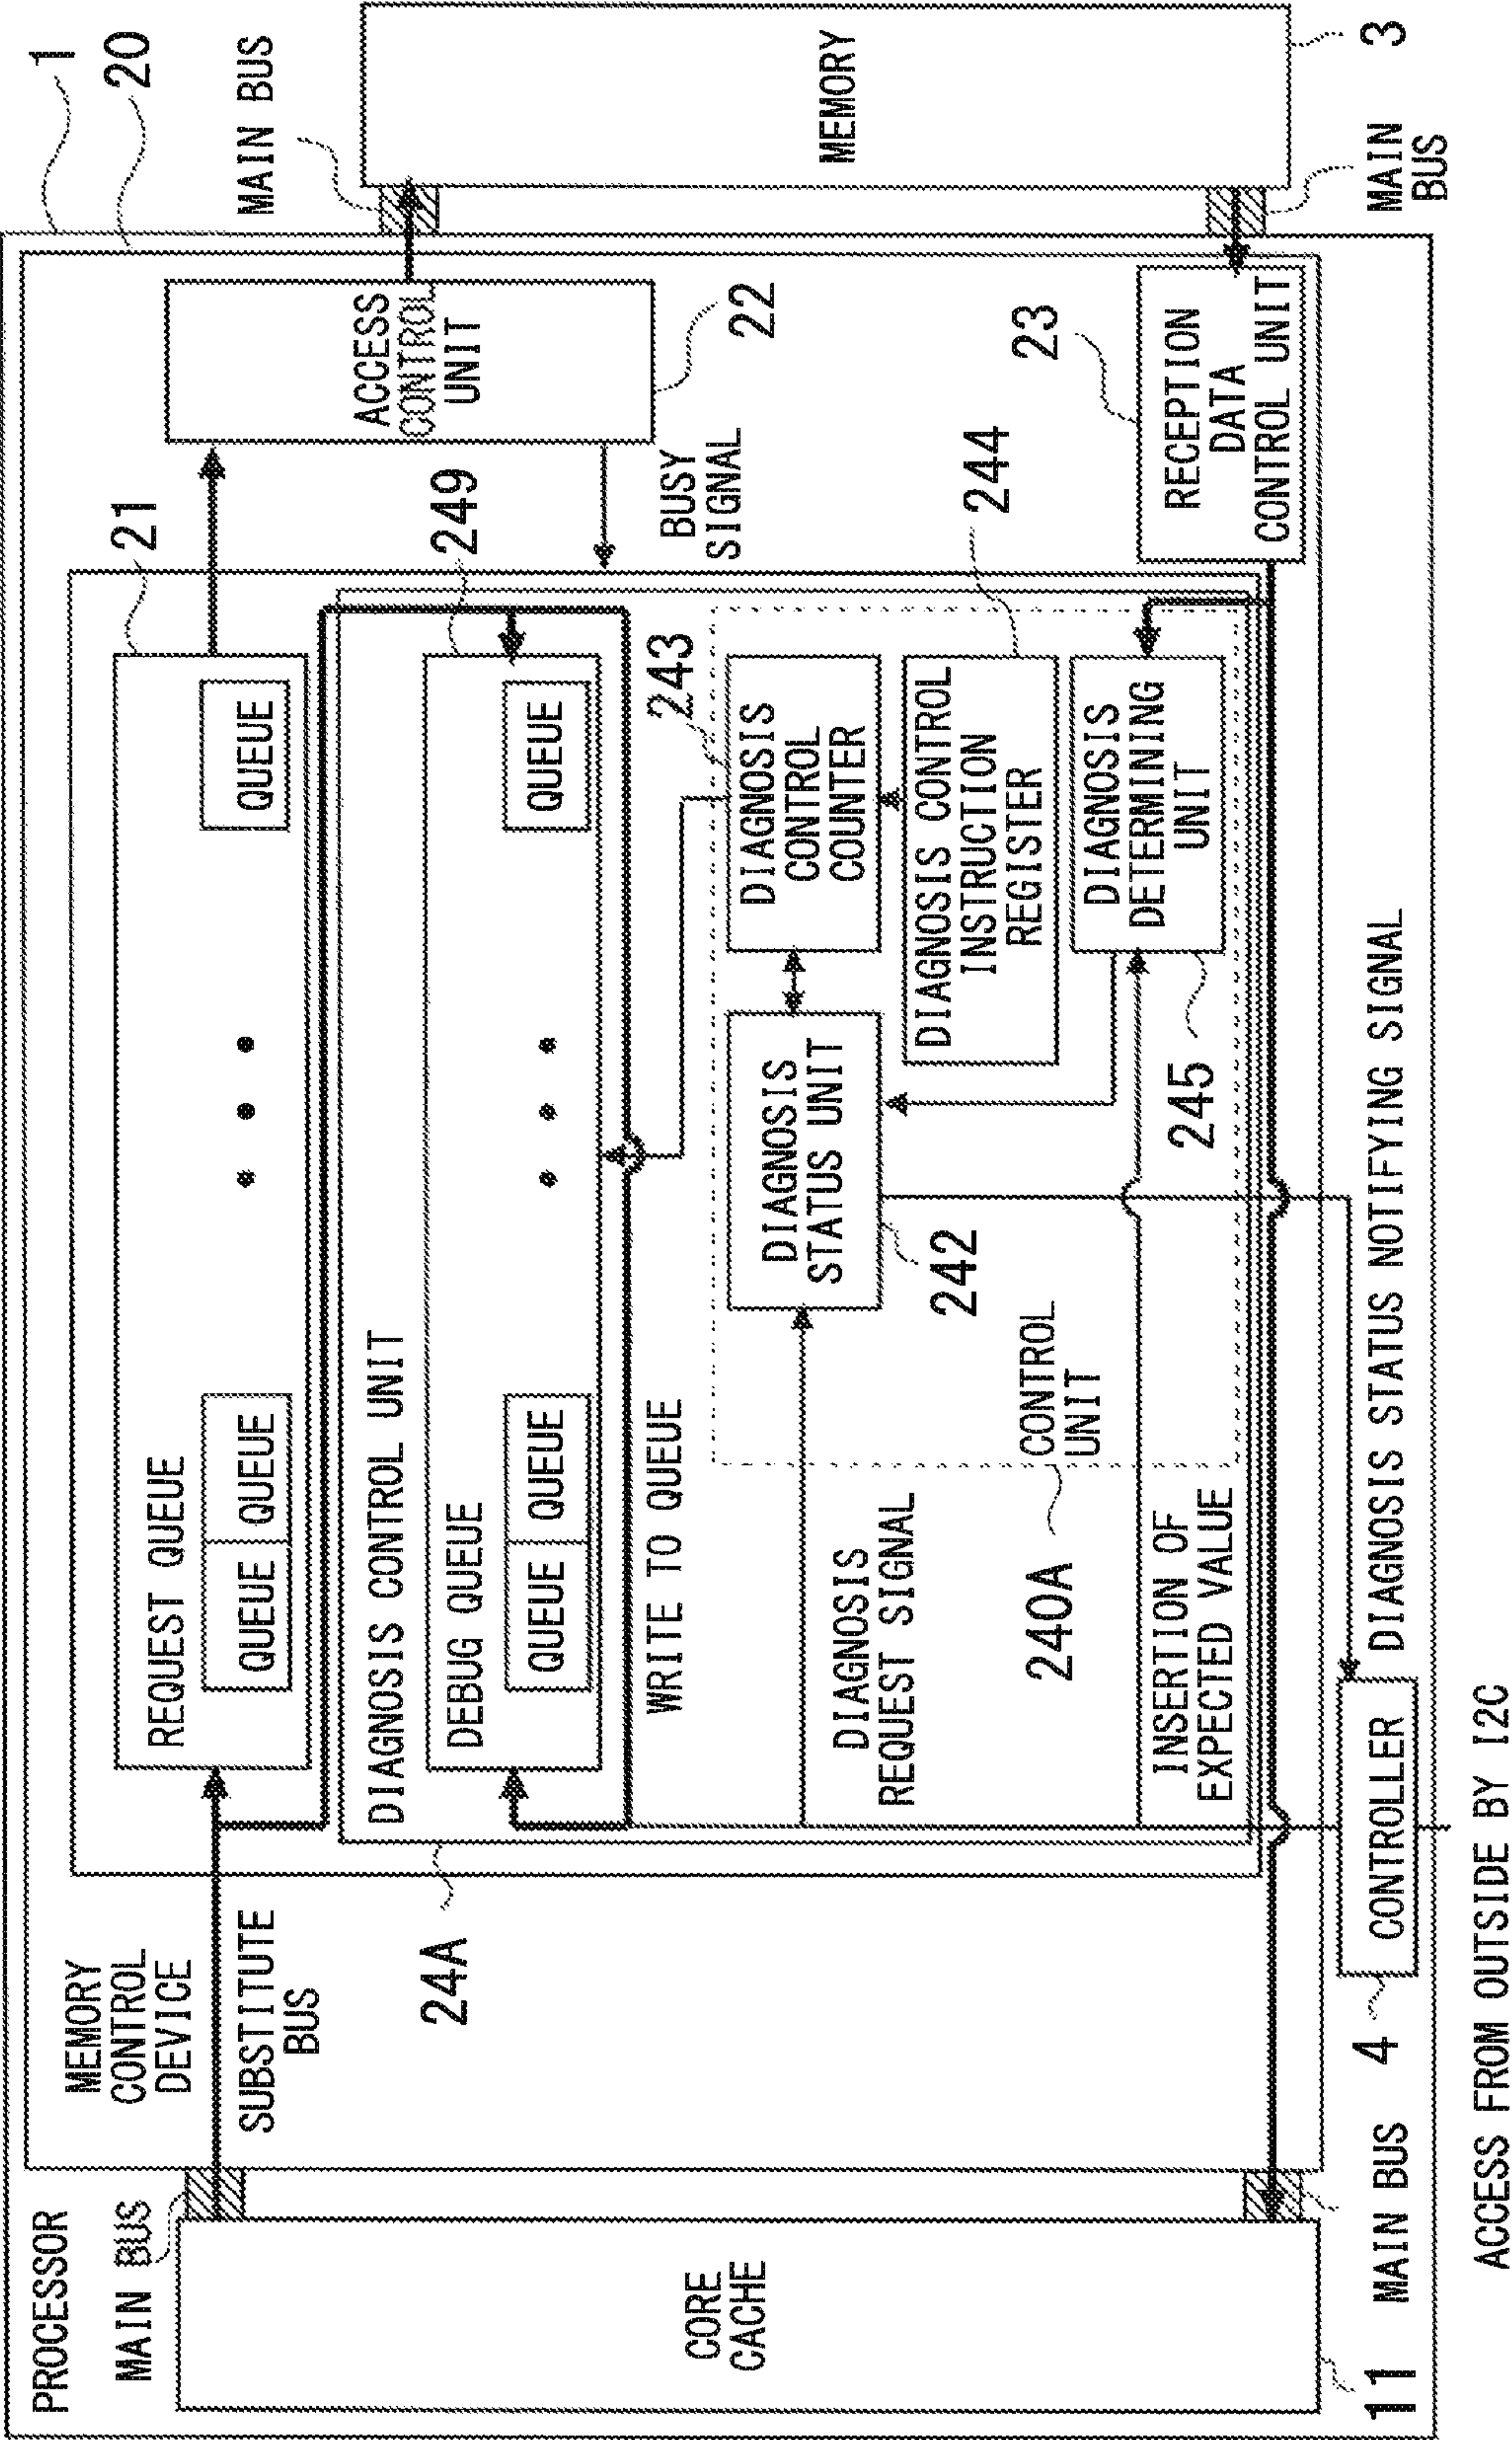 PROCESSOR
1
20
MEMORY
CONTROL
DEVICE
MAIN BUS
MAIN BUS
SUBSTITUTE
BUS
REQUEST QUEUE
21
QUEUE
QUEUE
QUEUE
ACCESS
CONTROL
UNIT
22
BUSY
SIGNAL
MEMORY
3
MAIN
BUS
CORE
CACHE
11
24A
DIAGNOSIS CONTROL UNIT
DEBUG QUEUE
249
QUEUE
QUEUE
QUEUE
WRITE TO QUEUE
243
DIAGNOSIS
CONTROL
COUNTER
DIAGNOSIS
STATUS UNIT
242
244
DIAGNOSIS CONTROL
INSTRUCTION
REGISTER
DIAGNOSIS
DETERMINING
UNIT
245
23
RECEPTION
DATA
CONTROL UNIT
DIAGNOSIS
REQUEST SIGNAL
CONTROL
UNIT
240A
INSERTION OF
EXPECTED VALUE
MAIN BUS
4
CONTROLLER
DIAGNOSIS STATUS NOTIFYING SIGNAL
ACCESS FROM OUTSIDE BY I2C